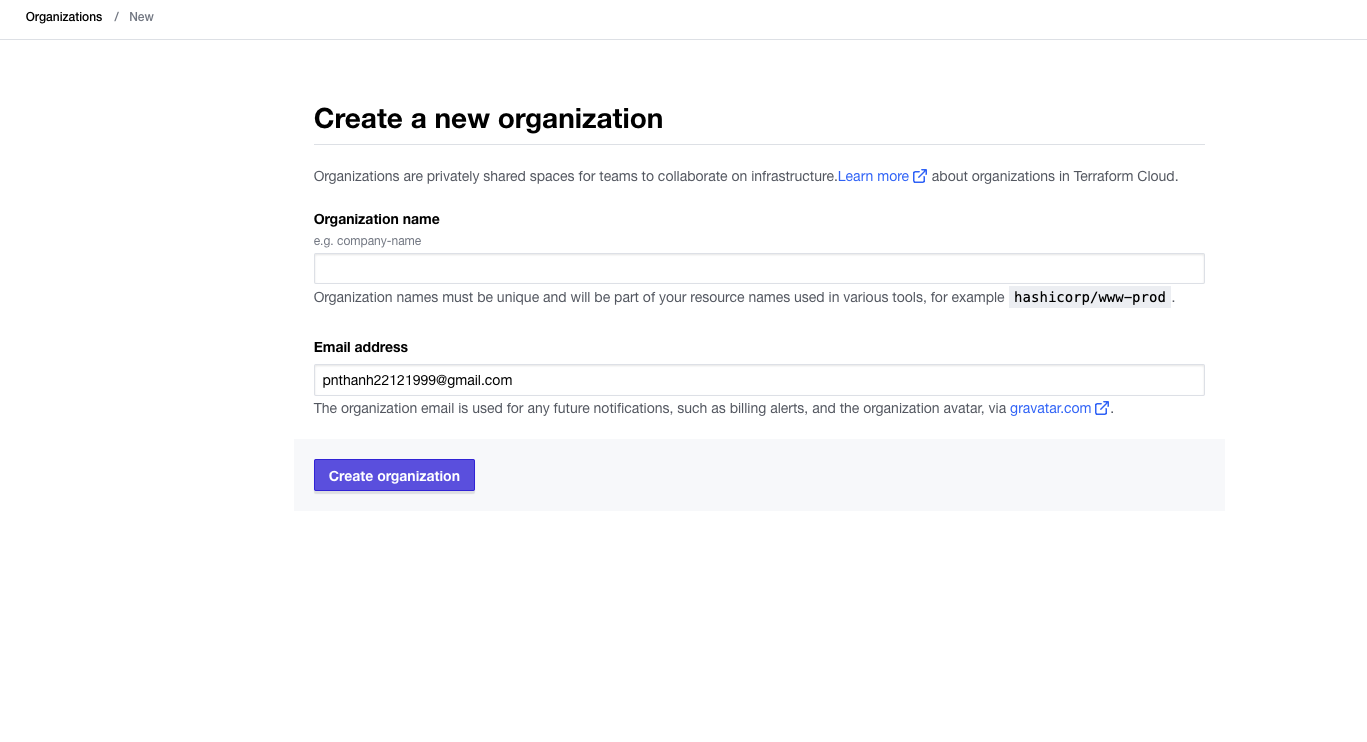 Organizations / New
Create a new organization
Organizations are privately shared spaces for teams to collaborate on infrastructure.Learn more about organizations in Terraform Cloud.
Organization name
e.g. company-name
Organization names must be unique and will be part of your resource names used in various tools, for example hashicorp/www-prod.
Email address
pnthanh22121999@gmail.com
The organization email is used for any future notifications, such as billing alerts, and the organization avatar, via gravatar.com.
Create organization